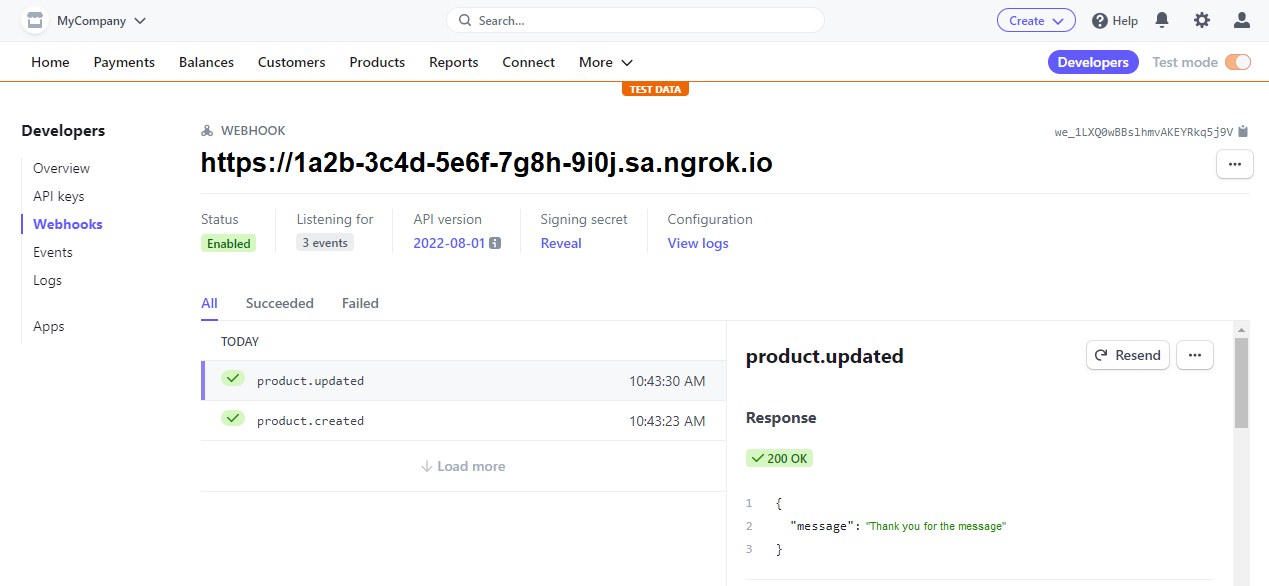 MyCompany
Search...
Create
Help
Home Payments Balances Customers Products Reports Connect More
Developers Test mode
TEST DATA
Developers
Overview
API keys
Webhooks
Events
Logs
Apps
WEBHOOK
we_1LXQ0wBBslhmvAKEYRkq5j9V
https://1a2b-3c4d-5e6f-7g8h-9i0j.sa.ngrok.io
Status Listening for API version Signing secret Configuration
Enabled 3 events 2022-08-01 Reveal View logs
All Succeeded Failed
TODAY
product.updated 10:43:30 AM
product.created 10:43:23 AM
Load more
product.updated
Resend
Response
200 OK
1 {
2 "message": "Thank you for the message"
3 }